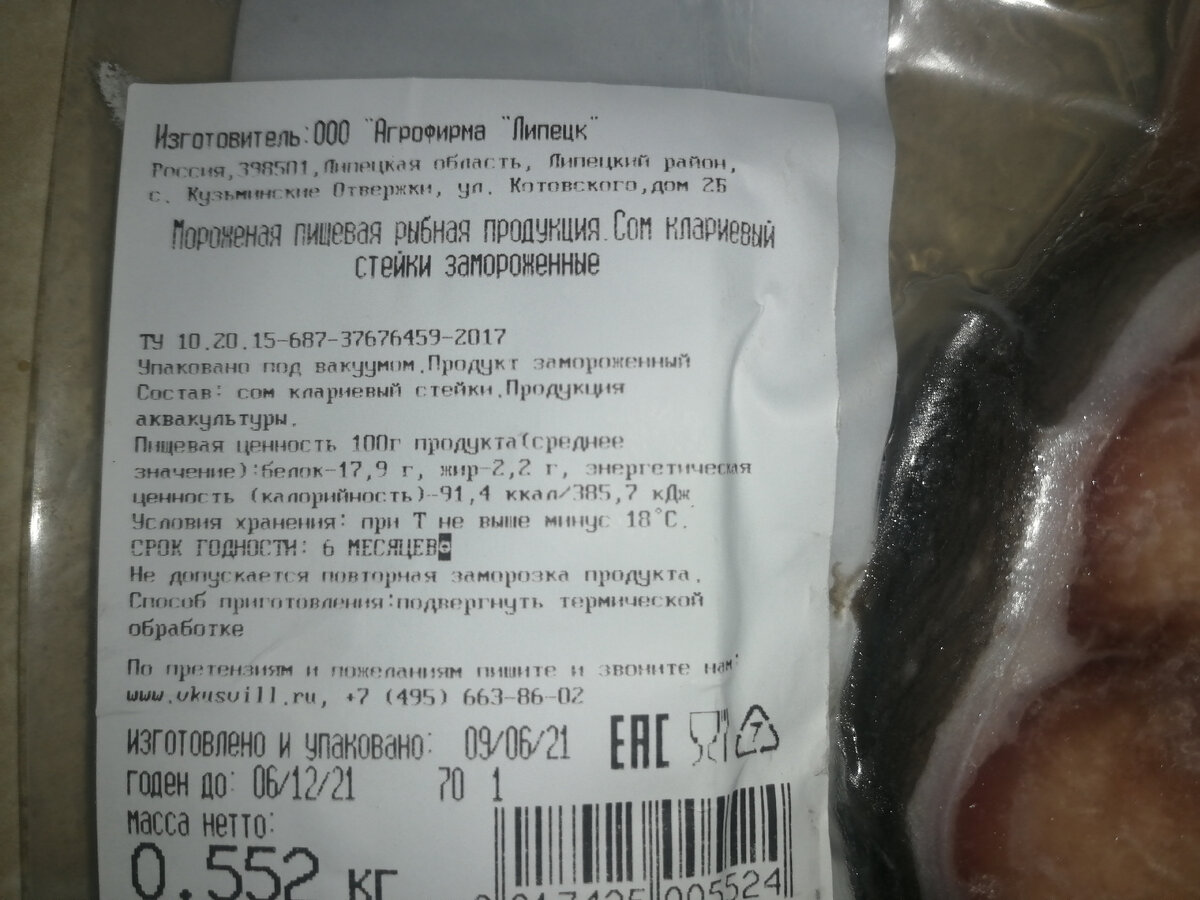 Изготовитель:ООО "Агрофирма "Липецк"
Россия,398501,Липецкая область, Липецкий район,
с. Кузьминские Отвержки, ул. Котовского,дом 2Б
Мороженая пищевая рыбная продукция.Сом клариевый
стейки замороженные
ТУ 10.20.15-687-37676459-2017
Упаковано под вакуумом.Продукт замороженный
Состав: сом клариевый стейки.Продукция
аквакультуры.
Пищевая ценность 100г продукта(среднее
значение):белок-17,9 г, жир-2,2 г, энергетическая
ценность (калорийность)-91,4 ккал/385,7 кДж
Условия хранения: при Т не выше минус 18°С.
СРОК ГОДНОСТИ: 6 МЕСЯЦЕВ
Не допускается повторная заморозка продукта.
Способ приготовления:подвергнуть термической
обработке
По претензиям и пожеланиям пишите и звоните нам:
www.vkusvill.ru, +7 (495) 663-86-02
изготовлено и упаковано: 09/06/21 EAC 7
годен до: 06/12/21 70 1
масса нетто:
0.552 кг
005524